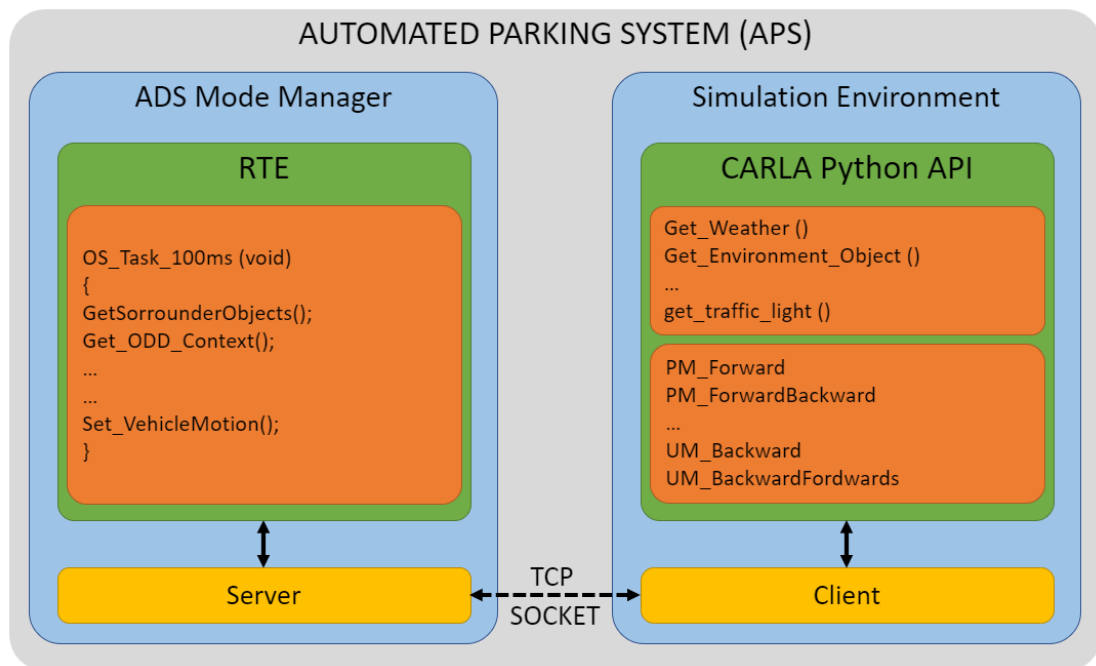 AUTOMATED PARKING SYSTEM (APS)
ADS Mode Manager
RTE
OS_Task_100ms (void)
{
GetSorrounderObjects();
Get_ODD_Context();
...
...
Set_VehicleMotion();
}
Server
TCP
SOCKET
Simulation Environment
CARLA Python API
Get_Weather ()
Get_Environment_Object ()
...
get_traffic_light ()
PM_Forward
PM_ForwardBackward
...
UM_Backward
UM_BackwardFordwards
Client